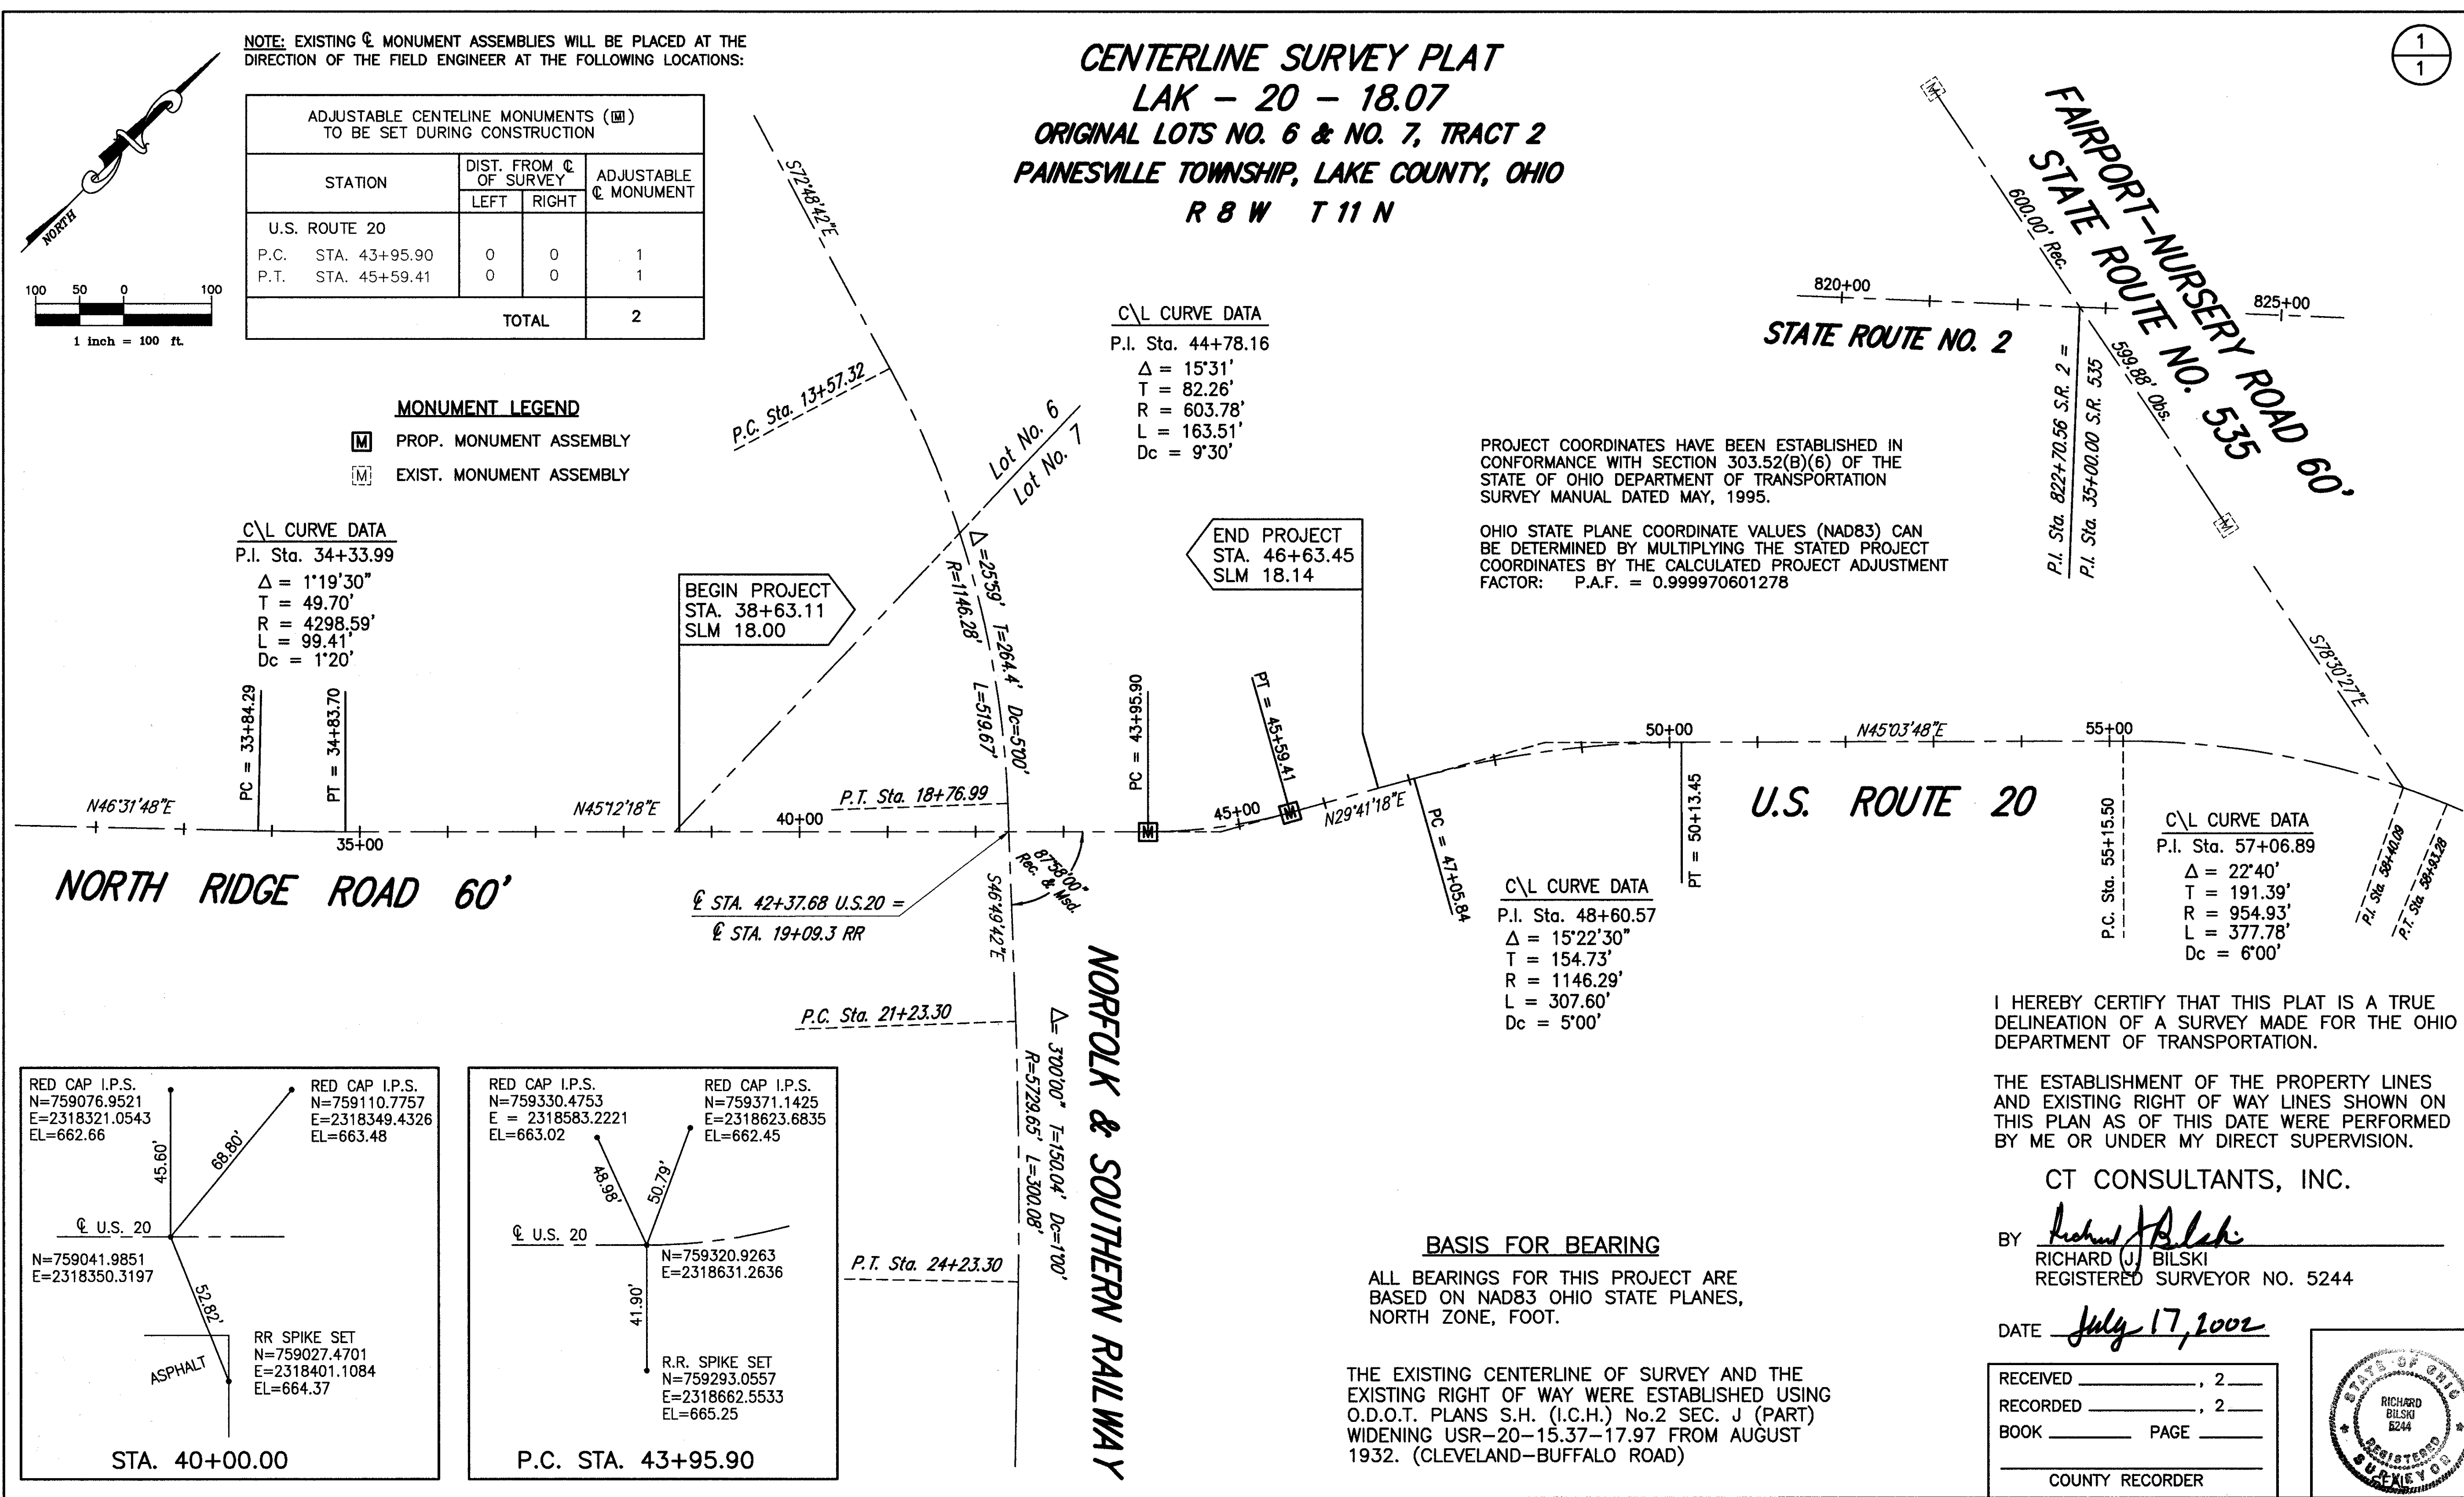 1
1
NOTE: EXISTING ℄ MONUMENT ASSEMBLIES WILL BE PLACED AT THE
DIRECTION OF THE FIELD ENGINEER AT THE FOLLOWING LOCATIONS:
CENTERLINE SURVEY PLAT
LAK - 20 - 18.07
ORIGINAL LOTS NO. 6 & NO. 7, TRACT 2
PAINESVILLE TOWNSHIP, LAKE COUNTY, OHIO
R 8 W T 11 N
NORTH
100 50 0 100
1 inch = 100 ft.
ADJUSTABLE CENTELINE MONUMENTS (M)
TO BE SET DURING CONSTRUCTION
STATION
DIST. FROM ℄
OF SURVEY
LEFT RIGHT
ADJUSTABLE
℄ MONUMENT
U.S. ROUTE 20
P.C. STA. 43+95.90 0 0 1
P.T. STA. 45+59.41 0 0 1
TOTAL 2
MONUMENT LEGEND
M PROP. MONUMENT ASSEMBLY
M EXIST. MONUMENT ASSEMBLY
C\L CURVE DATA
P.I. Sta. 34+33.99
Δ = 1°19'30"
T = 49.70'
R = 4298.59'
L = 99.41'
Dc = 1°20'
PC = 33+84.29
PT = 34+83.70
N46°31'48"E
35+00
N45°12'18"E
NORTH RIDGE ROAD 60'
BEGIN PROJECT
STA. 38+63.11
SLM 18.00
40+00
S72°48'42"E
P.C. Sta. 13+57.32
Lot No. 6
Lot No. 7
Δ=25°59' T=264.4' Dc=5°00'
R=1146.28' L=519.67'
P.T. Sta. 18+76.99
℄ STA. 42+37.68 U.S.20 =
℄ STA. 19+09.3 RR
87°58'00"
Rec. & Msd.
S46°49'42"E
P.C. Sta. 21+23.30
Δ= 3°00'00" T=150.04' Dc=1°00'
R=5729.65' L=300.08'
P.T. Sta. 24+23.30
NORFOLK & SOUTHERN RAILWAY
C\L CURVE DATA
P.I. Sta. 44+78.16
Δ = 15°31'
T = 82.26'
R = 603.78'
L = 163.51'
Dc = 9°30'
END PROJECT
STA. 46+63.45
SLM 18.14
PC = 43+95.90
M
PT = 45+59.41
45+00
M
N29°41'18"E
PC = 47+05.84
C\L CURVE DATA
P.I. Sta. 48+60.57
Δ = 15°22'30"
T = 154.73'
R = 1146.29'
L = 307.60'
Dc = 5°00'
50+00
PT = 50+13.45
N45°03'48"E
U.S. ROUTE 20
55+00
P.C. Sta. 55+15.50
C\L CURVE DATA
P.I. Sta. 57+06.89
Δ = 22°40'
T = 191.39'
R = 954.93'
L = 377.78'
Dc = 6°00'
P.I. Sta. 58+40.09
P.T. Sta. 58+93.28
S78°30'27"E
M
600.00' Rec.
FAIRPORT-NURSERY ROAD 60'
STATE ROUTE NO. 535
820+00
825+00
STATE ROUTE NO. 2
599.88' Obs.
P.I. Sta. 822+70.56 S.R. 2 =
P.I. Sta. 35+00.00 S.R. 535
M
PROJECT COORDINATES HAVE BEEN ESTABLISHED IN
CONFORMANCE WITH SECTION 303.52(B)(6) OF THE
STATE OF OHIO DEPARTMENT OF TRANSPORTATION
SURVEY MANUAL DATED MAY, 1995.
OHIO STATE PLANE COORDINATE VALUES (NAD83) CAN
BE DETERMINED BY MULTIPLYING THE STATED PROJECT
COORDINATES BY THE CALCULATED PROJECT ADJUSTMENT
FACTOR: P.A.F. = 0.999970601278
RED CAP I.P.S.
N=759076.9521
E=2318321.0543
EL=662.66
RED CAP I.P.S.
N=759110.7757
E=2318349.4326
EL=663.48
45.60'
68.80'
℄ U.S. 20
N=759041.9851
E=2318350.3197
52.82'
ASPHALT
RR SPIKE SET
N=759027.4701
E=2318401.1084
EL=664.37
STA. 40+00.00
RED CAP I.P.S.
N=759330.4753
E = 2318583.2221
EL=663.02
RED CAP I.P.S.
N=759371.1425
E=2318623.6835
EL=662.45
48.98'
50.79'
℄ U.S. 20
N=759320.9263
E=2318631.2636
41.90'
R.R. SPIKE SET
N=759293.0557
E=2318662.5533
EL=665.25
P.C. STA. 43+95.90
BASIS FOR BEARING
ALL BEARINGS FOR THIS PROJECT ARE
BASED ON NAD83 OHIO STATE PLANES,
NORTH ZONE, FOOT.
THE EXISTING CENTERLINE OF SURVEY AND THE
EXISTING RIGHT OF WAY WERE ESTABLISHED USING
O.D.O.T. PLANS S.H. (I.C.H.) No.2 SEC. J (PART)
WIDENING USR-20-15.37-17.97 FROM AUGUST
1932. (CLEVELAND-BUFFALO ROAD)
I HEREBY CERTIFY THAT THIS PLAT IS A TRUE
DELINEATION OF A SURVEY MADE FOR THE OHIO
DEPARTMENT OF TRANSPORTATION.
THE ESTABLISHMENT OF THE PROPERTY LINES
AND EXISTING RIGHT OF WAY LINES SHOWN ON
THIS PLAN AS OF THIS DATE WERE PERFORMED
BY ME OR UNDER MY DIRECT SUPERVISION.
CT CONSULTANTS, INC.
BY Richard J Bilski
RICHARD J. BILSKI
REGISTERED SURVEYOR NO. 5244
DATE July 17, 2002
RECEIVED , 2
RECORDED , 2
BOOK PAGE
COUNTY RECORDER
STATE OF OHIO
RICHARD
BILSKI
5244
REGISTERED
SURVEYOR
SEAL